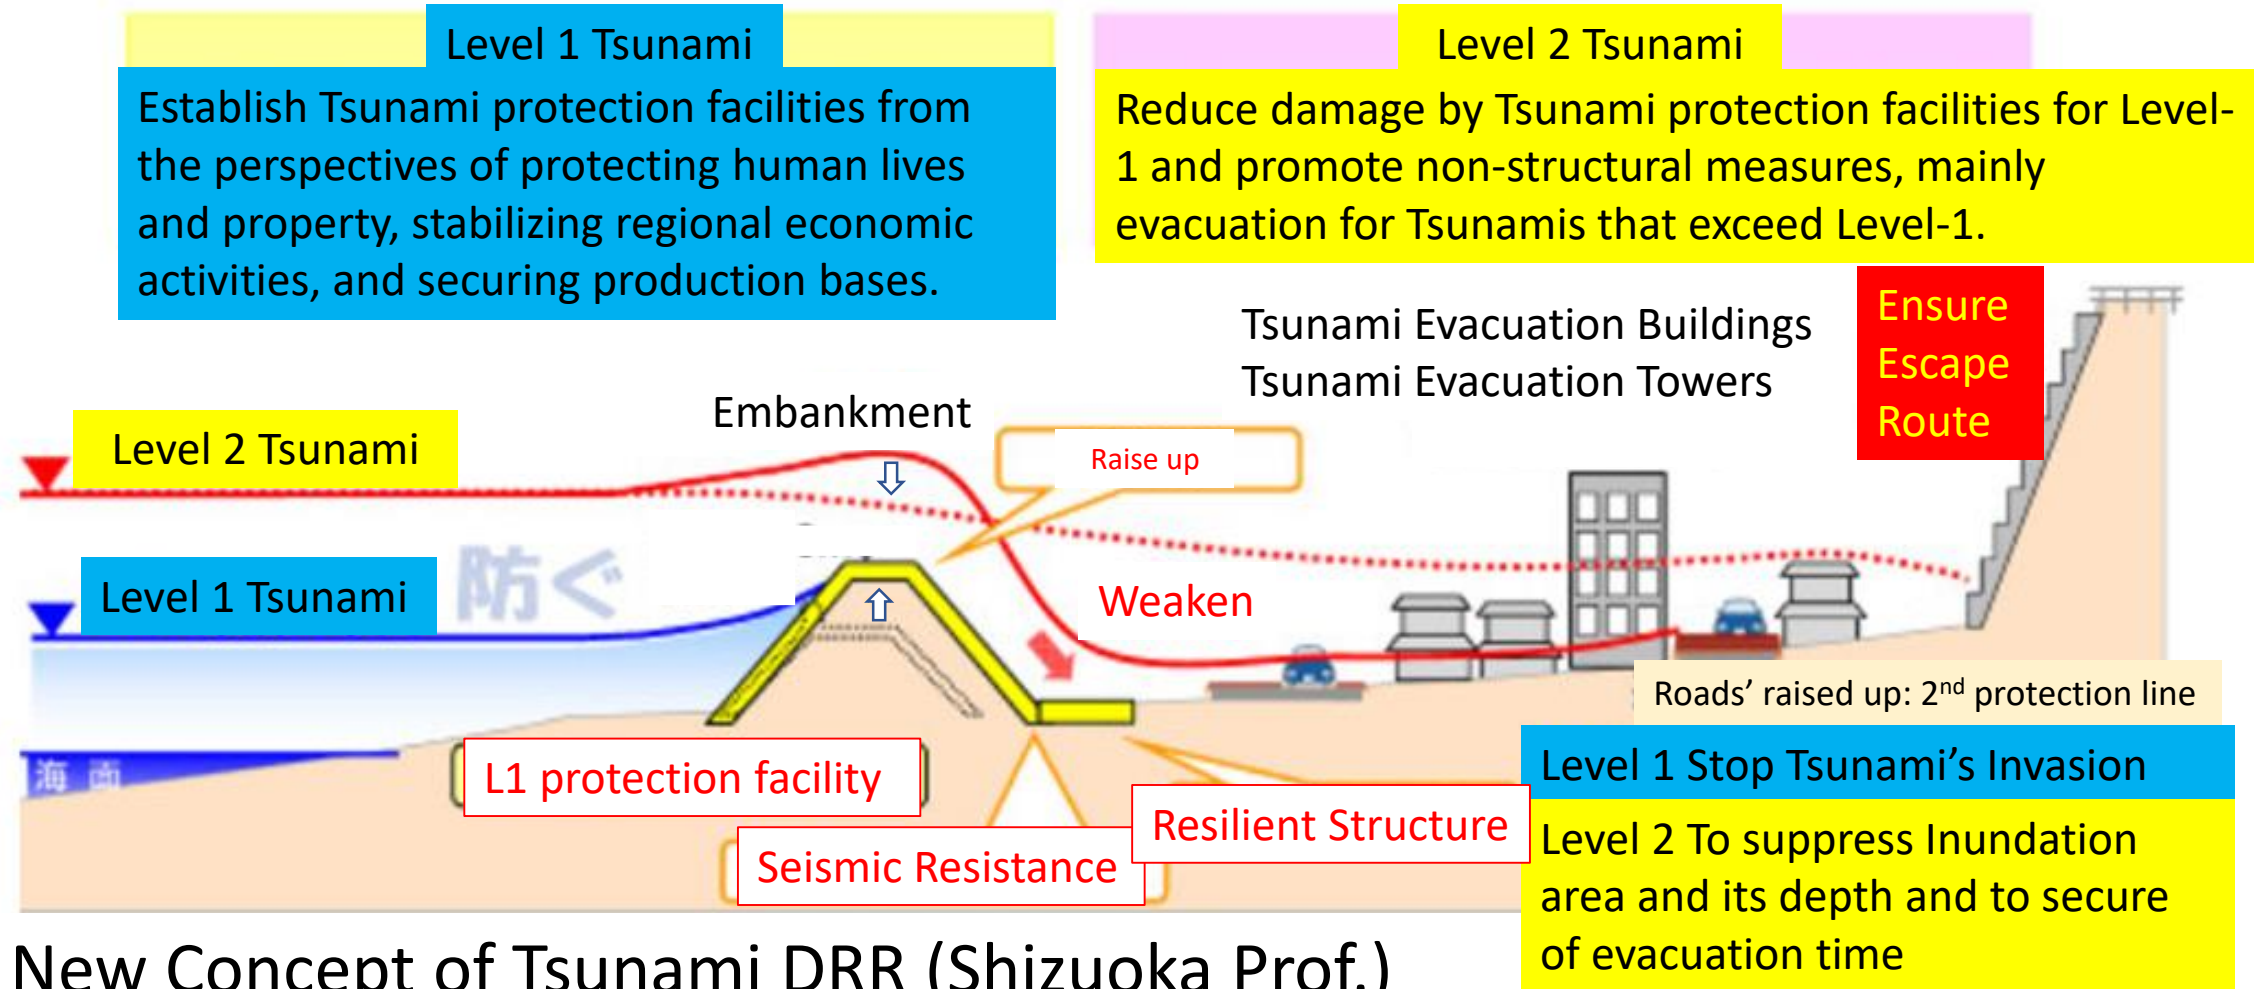 Level 1 Tsunami
Establish Tsunami protection facilities from
the perspectives of protecting human lives
and property, stabilizing regional economic
activities, and securing production bases.
Level 2 Tsunami
Reduce damage by Tsunami protection facilities for Level-
1 and promote non-structural measures, mainly
evacuation for Tsunamis that exceed Level-1.
Tsunami Evacuation Buildings
Tsunami Evacuation Towers
Ensure
Escape
Route
Embankment
Level 2 Tsunami
Raise up
Level 1 Tsunami
防ぐ
Weaken
Roads' raised up: 2nd protection line
海面
L1 protection facility
Seismic Resistance
Resilient Structure
Level 1 Stop Tsunami's Invasion
Level 2 To suppress Inundation
area and its depth and to secure
of evacuation time
New Concept of Tsunami DRR (Shizuoka Prof.)